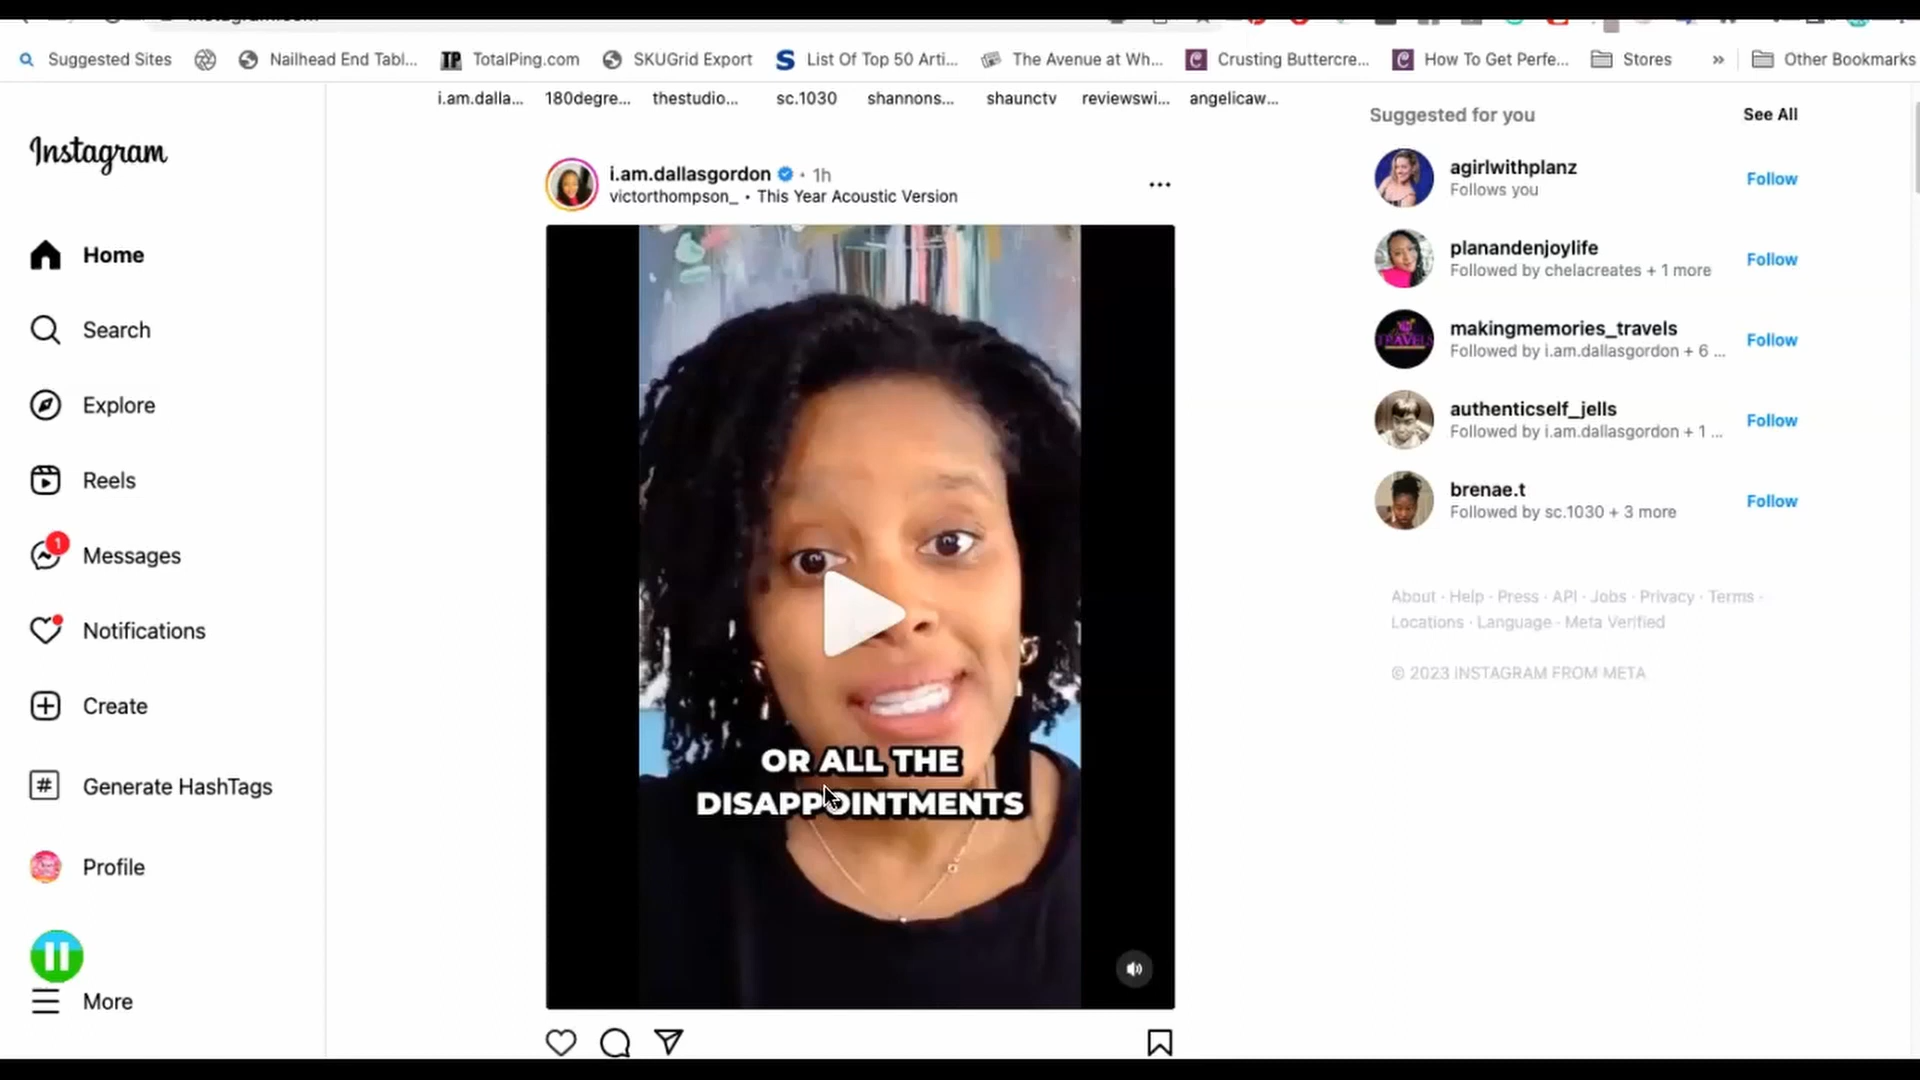 Suggested Sites
Nailhead End Tabl...
TotalPing.com
SKUGrid Export
List Of Top 50 Arti...
The Avenue at Wh...
Crusting Buttercre...
How To Get Perfe...
Stores
»
Other Bookmarks
i.am.dalla...
180degre...
thestudio...
sc.1030
shannons...
shaunctv
reviewswi...
angelicaw...
Instagram
Home
Search
Explore
Reels
1
Messages
Notifications
Create
# Generate HashTags
Profile
More
i.am.dallasgordon • 1h
victorthompson_ • This Year Acoustic Version
OR ALL THE
DISAPPOINTMENTS
Suggested for you
See All
agirlwithplanz
Follows you
Follow
planandenjoylife
Followed by chelacreates + 1 more
Follow
makingmemories_travels
Followed by i.am.dallasgordon + 6 ...
Follow
authenticself_jells
Followed by i.am.dallasgordon + 1 ...
Follow
brenae.t
Followed by sc.1030 + 3 more
Follow
About · Help · Press · API · Jobs · Privacy · Terms ·
Locations · Language · Meta Verified
© 2023 INSTAGRAM FROM META